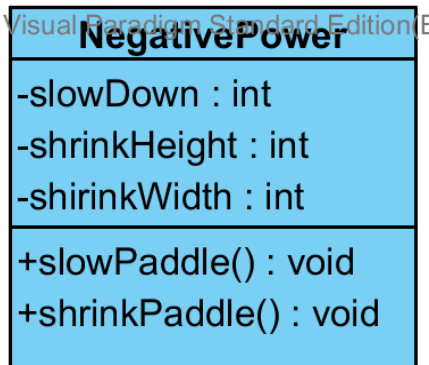 Visual Paradigm Standard Edition(E
NegativePower
-slowDown : int
-shrinkHeight : int
-shirinkWidth : int
+slowPaddle() : void
+shrinkPaddle() : void